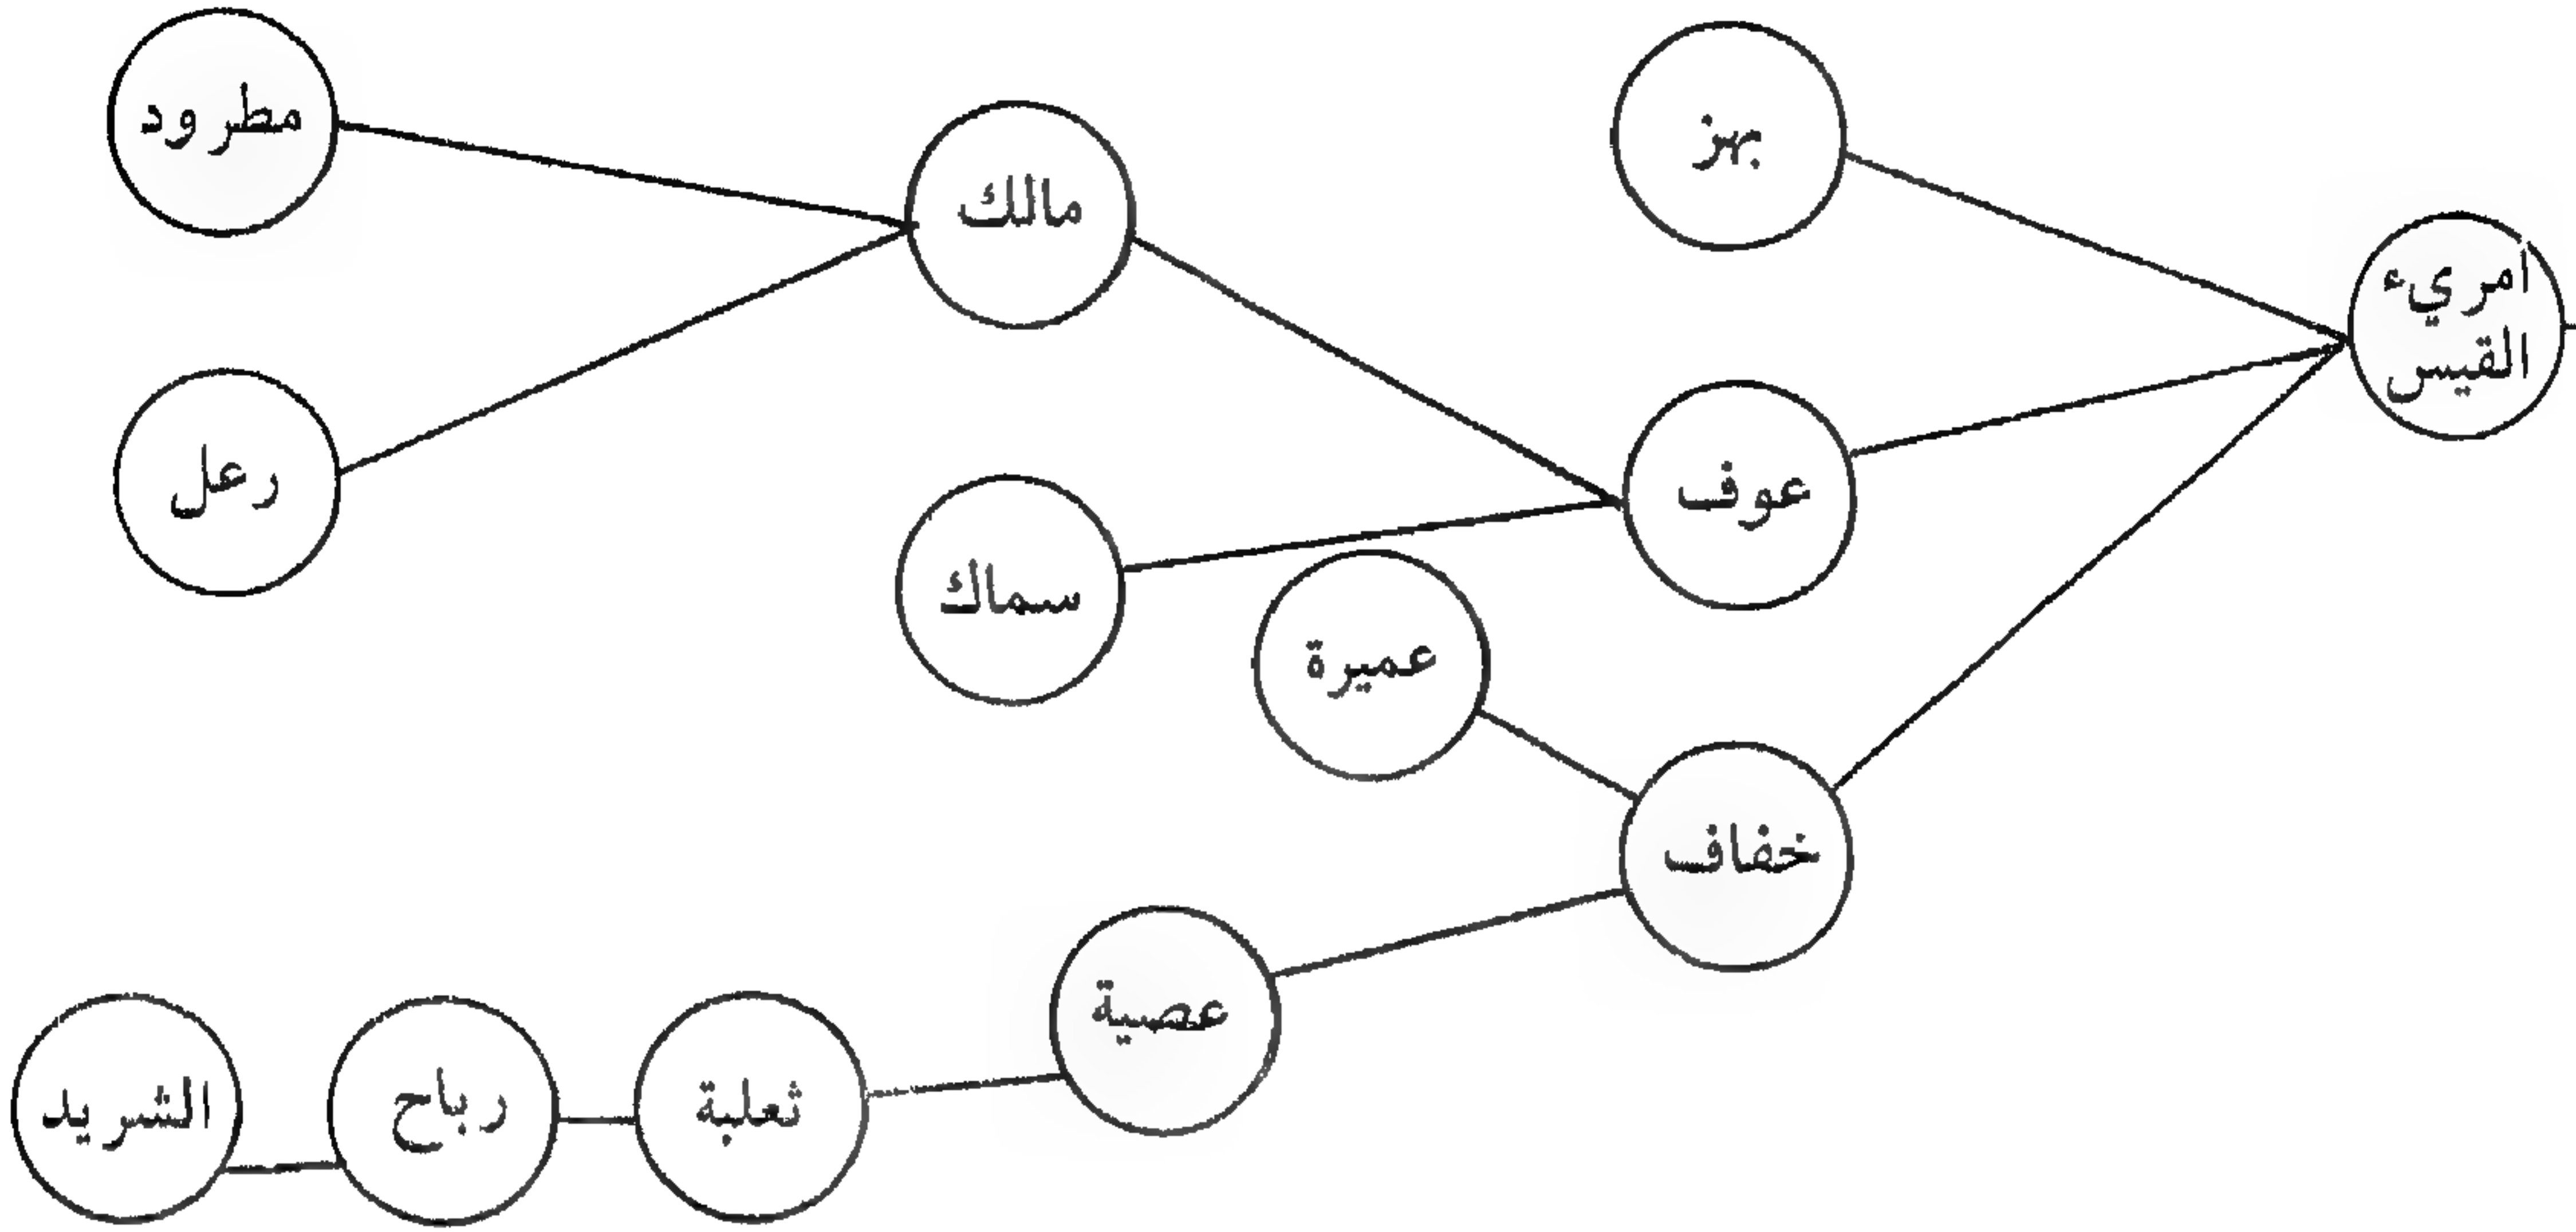 امريء
القيس
بهز
عوف
خفاف
مالك
سماك
عميرة
عصية
مطرود
رعل
ثعلبة
رباح
الشريد